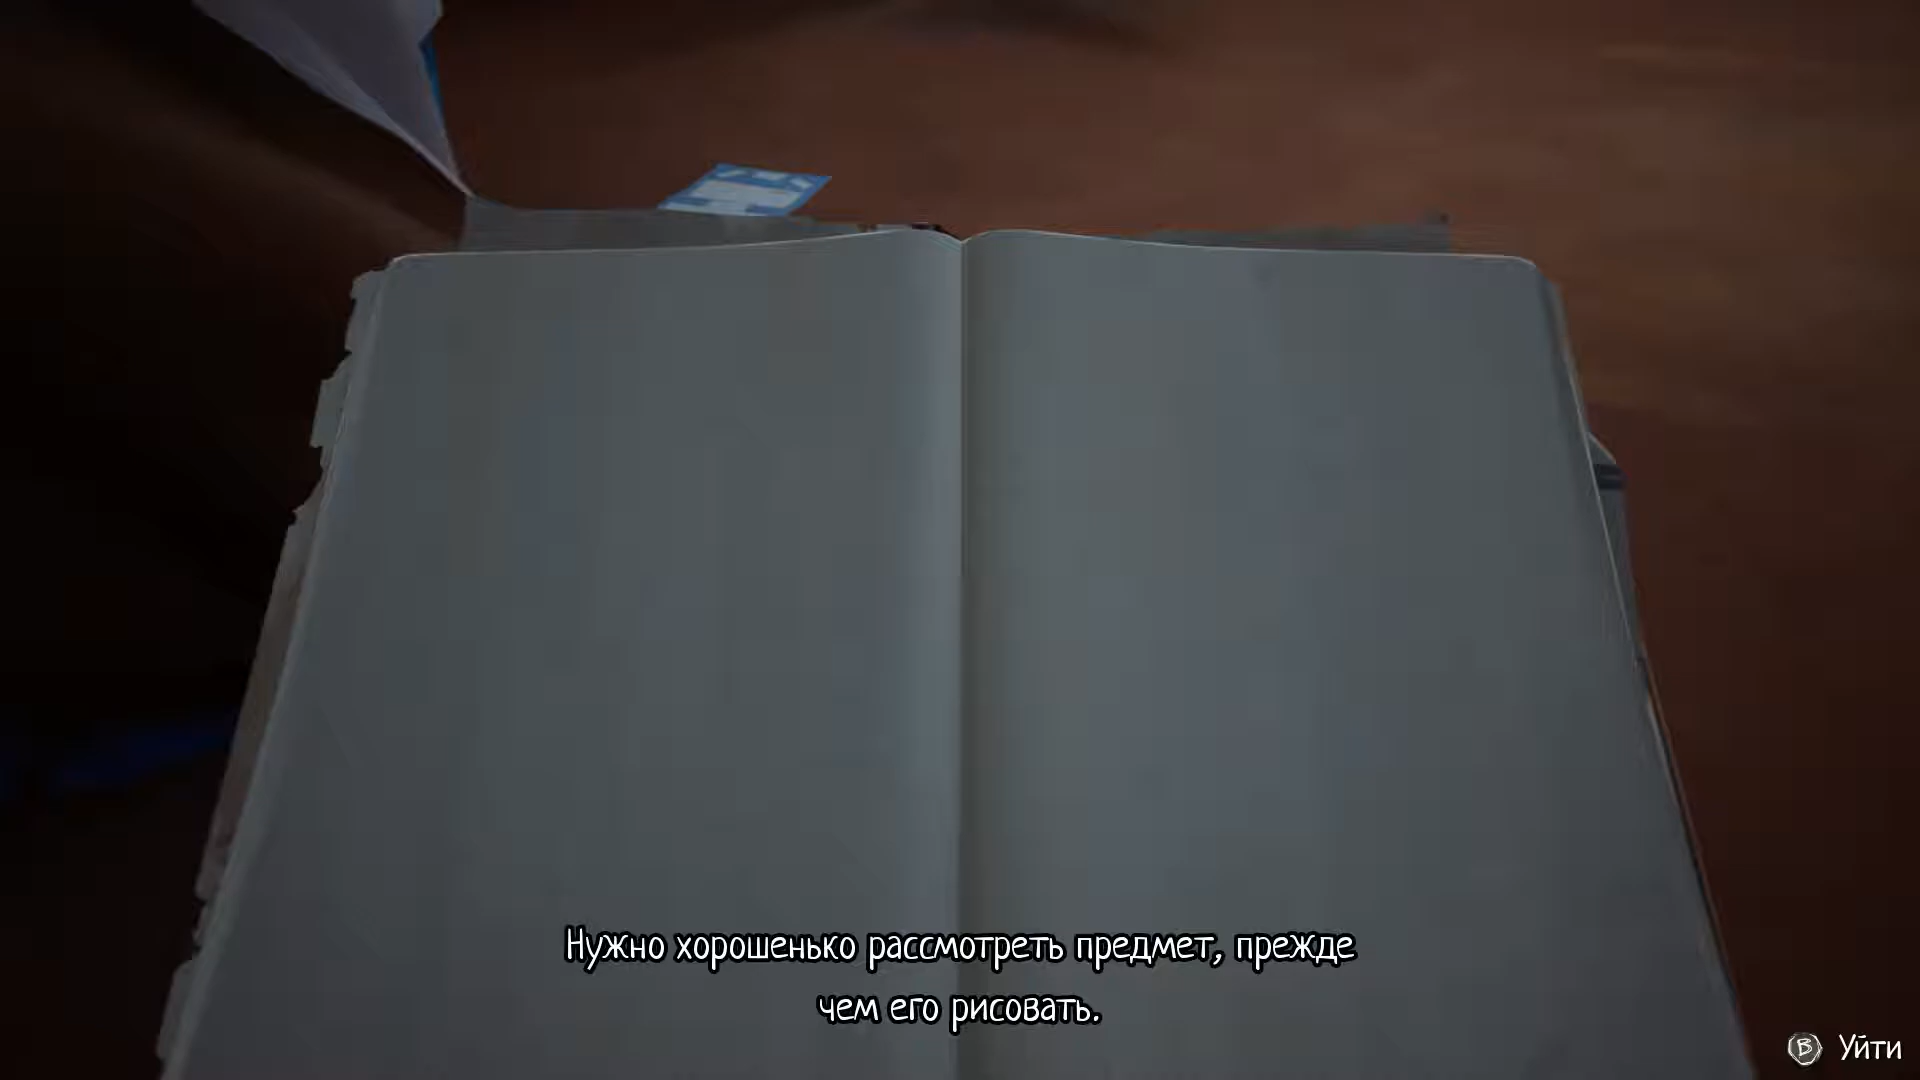 Нужно хорошенько рассмотреть предмет, прежде
чем его рисовать.
B Уйти